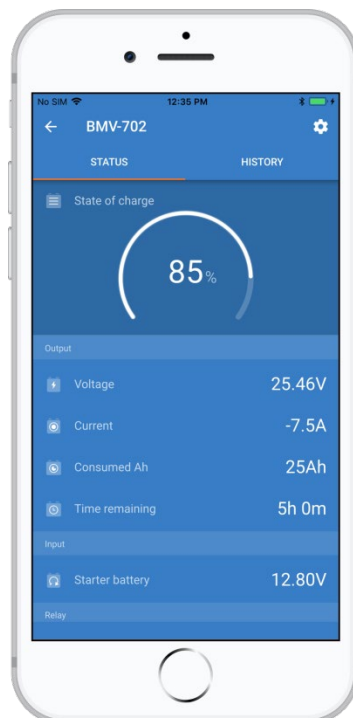 No SIM 12:35 PM
BMV-702
STATUS HISTORY
State of charge
85%
Output
Voltage 25.46V
Current -7.5A
Consumed Ah 25Ah
Time remaining 5h 0m
Input
Starter battery 12.80V
Relay